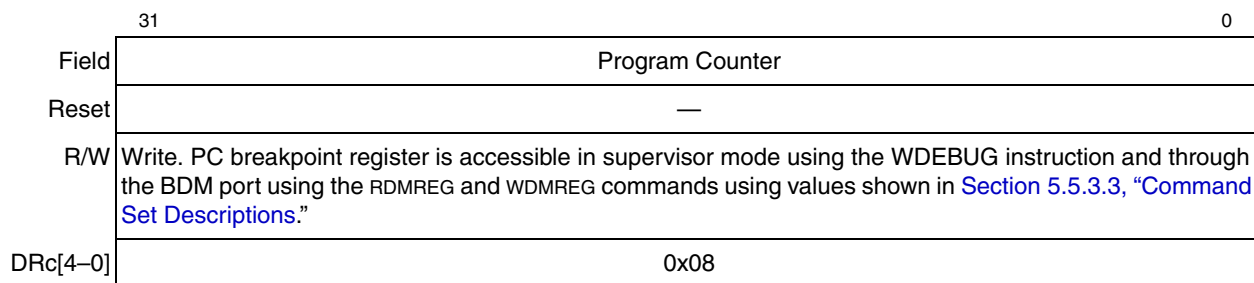 31 0
Field Program Counter
Reset —
R/W Write. PC breakpoint register is accessible in supervisor mode using the WDEBUG instruction and through
the BDM port using the RDMREG and WDMREG commands using values shown in Section 5.5.3.3, “Command
Set Descriptions.”
DRc[4–0] 0x08